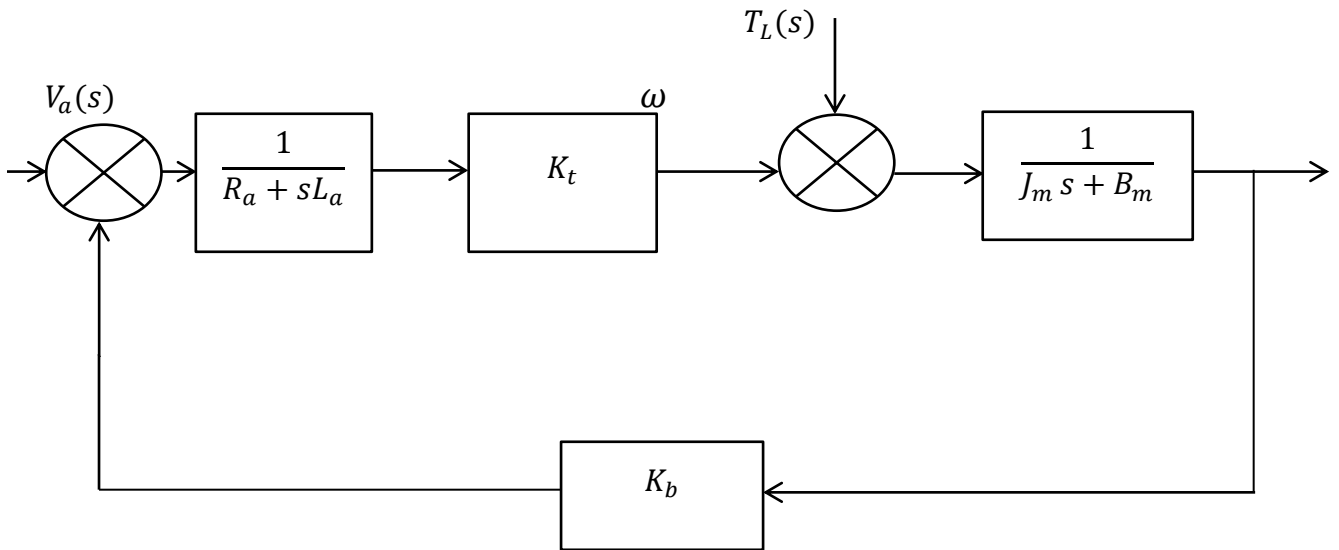 T_L(s)
V_a(s)
ω
1
R_a + sL_a
K_t
1
J_m s + B_m
K_b